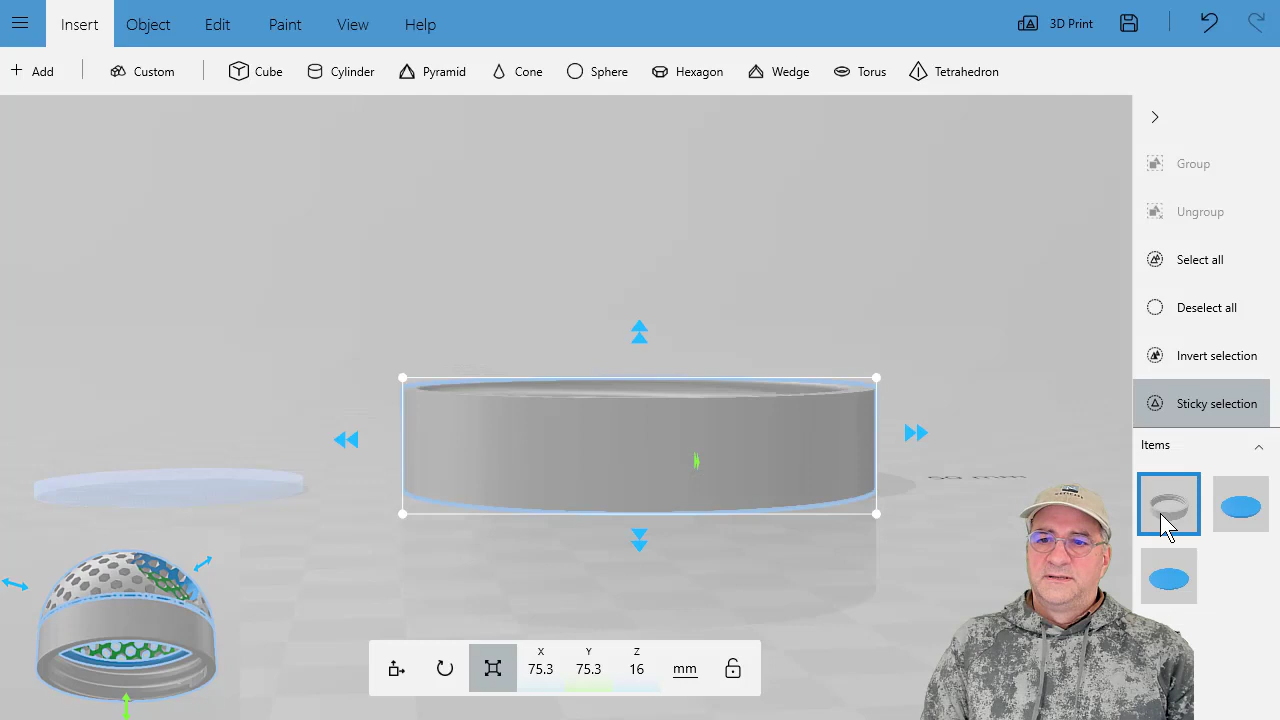 Insert Object Edit Paint View Help 3D Print
Add Custom Cube Cylinder Pyramid Cone Sphere Hexagon Wedge Torus Tetrahedron
Group
Ungroup
Select all
Deselect all
Invert selection
Sticky selection
Items
X Y Z
75.3 75.3 16 mm